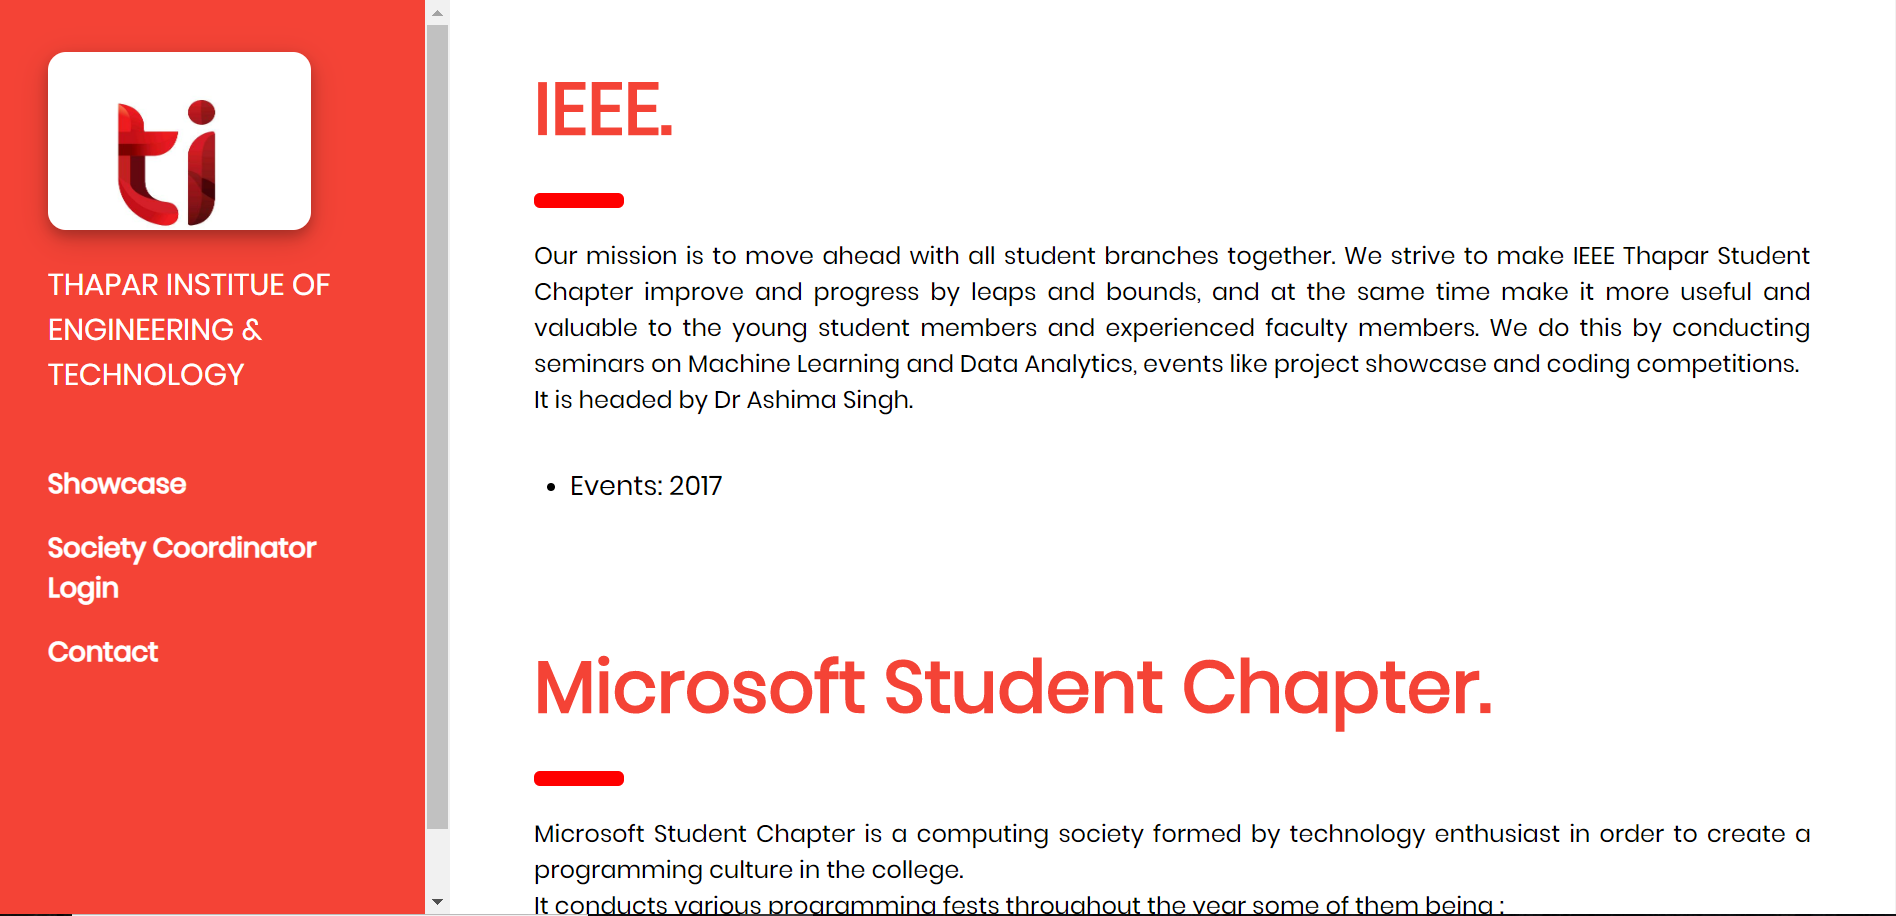 ti
THAPAR INSTITUE OF
ENGINEERING &
TECHNOLOGY
Showcase
Society Coordinator
Login
Contact
IEEE.
Our mission is to move ahead with all student branches together. We strive to make IEEE Thapar Student
Chapter improve and progress by leaps and bounds, and at the same time make it more useful and
valuable to the young student members and experienced faculty members. We do this by conducting
seminars on Machine Learning and Data Analytics, events like project showcase and coding competitions.
It is headed by Dr Ashima Singh.
• Events: 2017
Microsoft Student Chapter.
Microsoft Student Chapter is a computing society formed by technology enthusiast in order to create a
programming culture in the college.
It conducts various programming fests throughout the year some of them being :